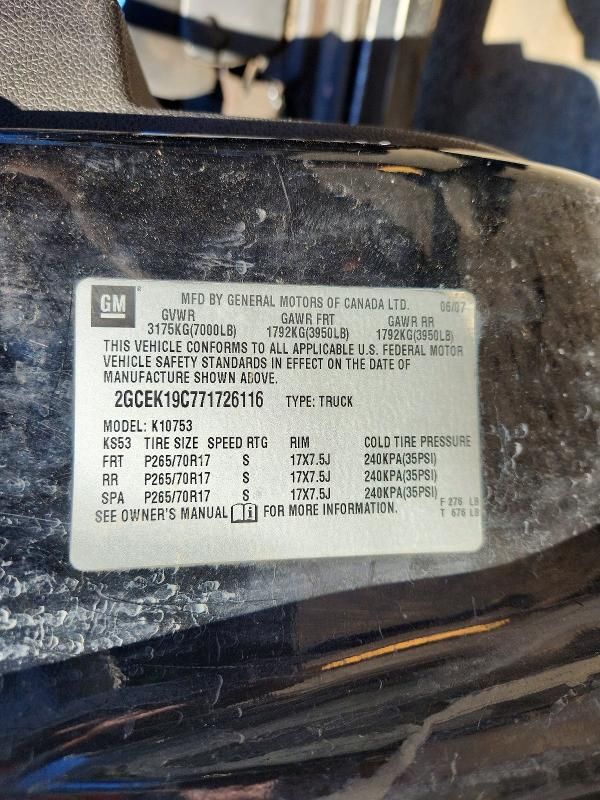 GM ® MFD BY GENERAL MOTORS OF CANADA LTD. 06/07
GVWR GAWR FRT GAWR RR
3175KG(7000LB) 1792KG(3950LB) 1792KG(3950LB)
THIS VEHICLE CONFORMS TO ALL APPLICABLE U.S. FEDERAL MOTOR
VEHICLE SAFETY STANDARDS IN EFFECT ON THE DATE OF
MANUFACTURE SHOWN ABOVE.
2GCEK19C771726116 TYPE: TRUCK
MODEL: K10753
KS53 TIRE SIZE SPEED RTG RIM COLD TIRE PRESSURE
FRT P265/70R17 S 17X7.5J 240KPA(35PSI)
RR P265/70R17 S 17X7.5J 240KPA(35PSI)
SPA P265/70R17 S 17X7.5J 240KPA(35PSI)
SEE OWNER'S MANUAL i FOR MORE INFORMATION.
F 276 LB
T 676 LB